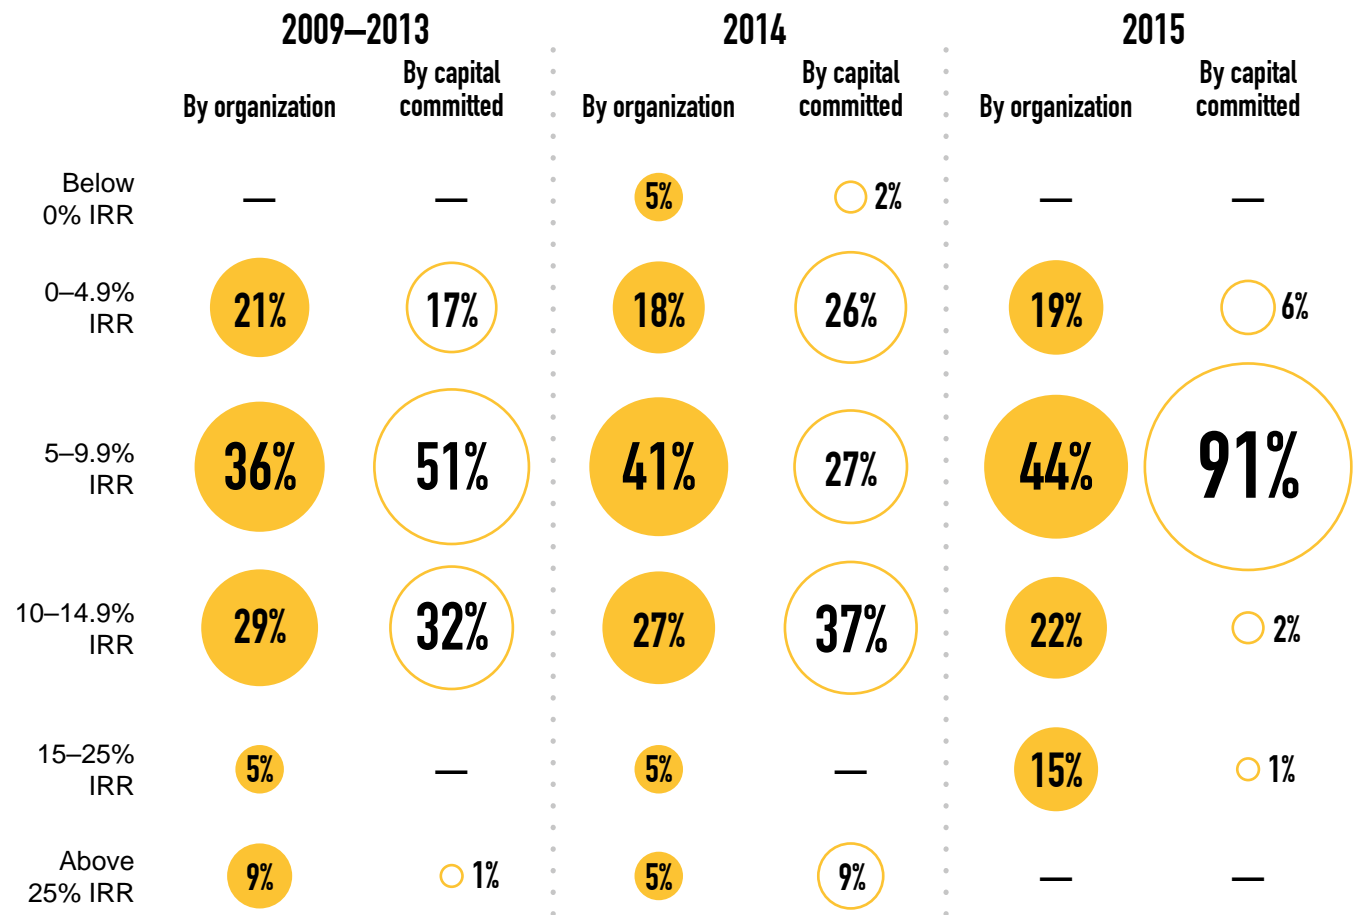 2009–2013
2014
2015
By organization
By capital
committed
By organization
By capital
committed
By organization
By capital
committed
Below
0% IRR
—
—
5%
2%
—
—
0–4.9%
IRR
21%
17%
18%
26%
19%
6%
5–9.9%
IRR
36%
51%
41%
27%
44%
91%
10–14.9%
IRR
29%
32%
27%
37%
22%
2%
15–25%
IRR
5%
—
5%
—
15%
1%
Above
25% IRR
9%
1%
5%
9%
—
—